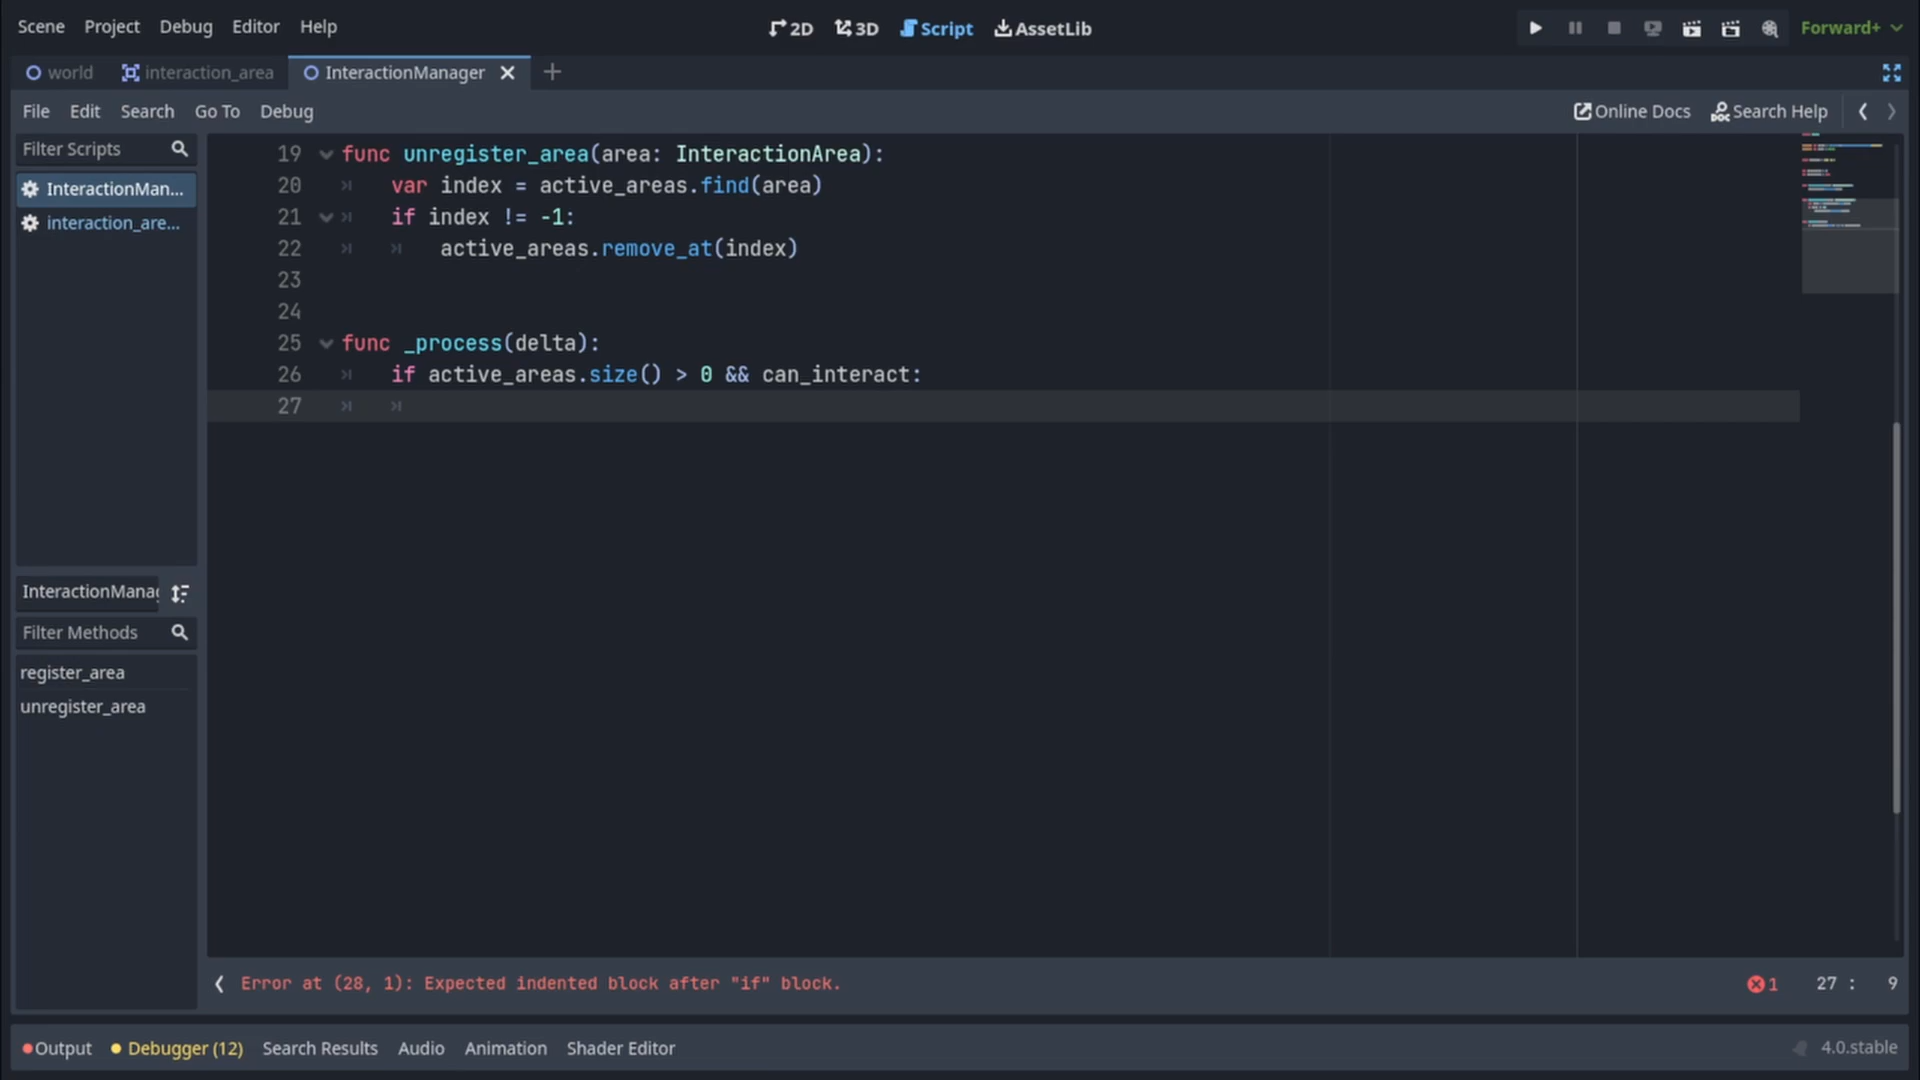 Scene Project Debug Editor Help
2D 3D Script AssetLib
Forward+
world interaction_area InteractionManager
File Edit Search Go To Debug
Online Docs Search Help
Filter Scripts
InteractionMan...
interaction_are...
InteractionManag
Filter Methods
register_area
unregister_area
19 func unregister_area(area: InteractionArea):
20 var index = active_areas.find(area)
21 if index != -1:
22 active_areas.remove_at(index)
23
24
25 func _process(delta):
26 if active_areas.size() > 0 && can_interact:
27
Error at (28, 1): Expected indented block after "if" block.
1 27 : 9
Output Debugger (12) Search Results Audio Animation Shader Editor
4.0.stable